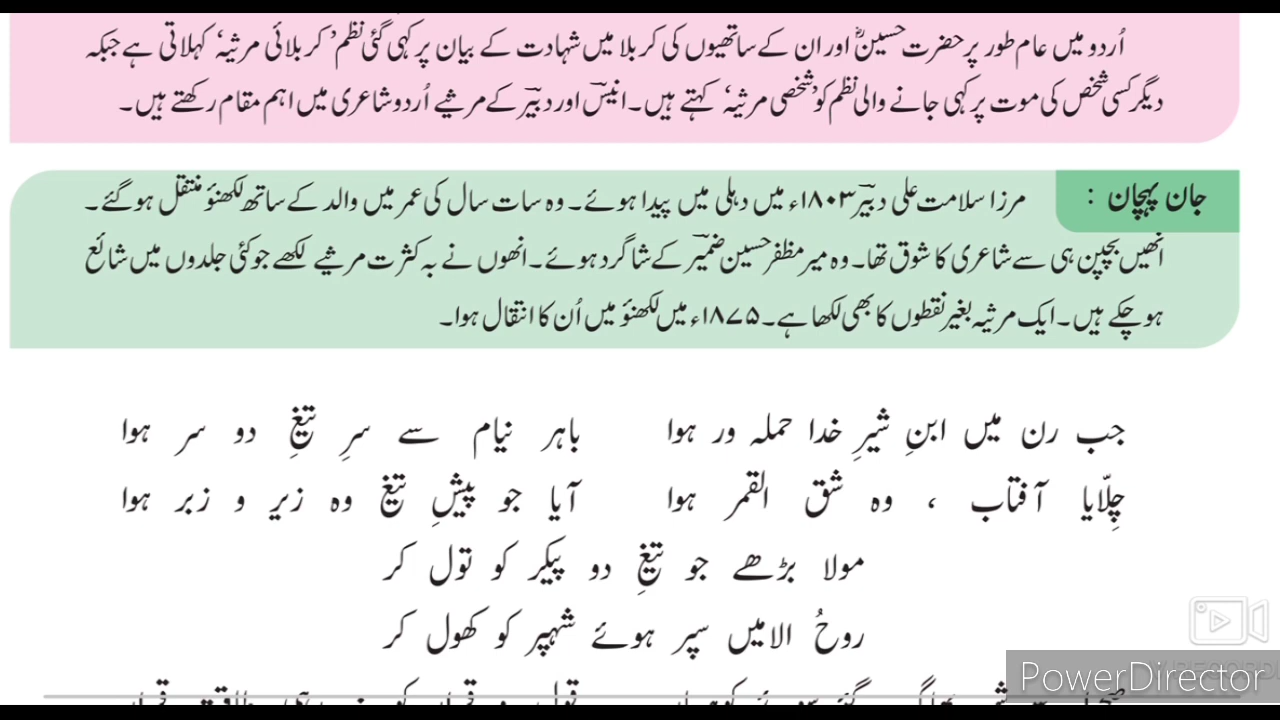 اُردو میں عام طور پر حضرت حسینؓ اور ان کے ساتھیوں کی کربلا میں شہادت کے بیان پر کہی گئی نظم ’کربلائی مرثیہ‘ کہلاتی ہے جبکہ
دیگر کسی شخص کی موت پر کہی جانے والی نظم کو ’شخصی مرثیہ‘ کہتے ہیں۔ انیسؔ اور دبیرؔ کے مرثیے اُردو شاعری میں اہم مقام رکھتے ہیں۔
جان پہچان : مرزا سلامت علی دبیرؔ ۱۸۰۳ء میں دہلی میں پیدا ہوئے۔ وہ سات سال کی عمر میں والد کے ساتھ لکھنؤ منتقل ہو گئے۔
انھیں بچپن ہی سے شاعری کا شوق تھا۔ وہ میر مظفر حسین ضمیرؔ کے شاگرد ہوئے۔ انھوں نے بہ کثرت مرثیے لکھے جو کئی جلدوں میں شائع
ہو چکے ہیں۔ ایک مرثیہ بغیر نقطوں کا بھی لکھا ہے۔ ۱۸۷۵ء میں لکھنؤ میں اُن کا انتقال ہوا۔
جب رن میں ابنِ شیرِ خدا حملہ ور ہوا باہر نیام سے سرِ تیغِ دو سر ہوا
چِلّایا آفتاب ، وہ شق القمر ہوا آیا جو پیشِ تیغ وہ زیر و زبر ہوا
مولا بڑھے جو تیغِ دو پیکر کو تول کر
روحُ الامیں سپر ہوئے شہپر کو کھول کر
PowerDirector